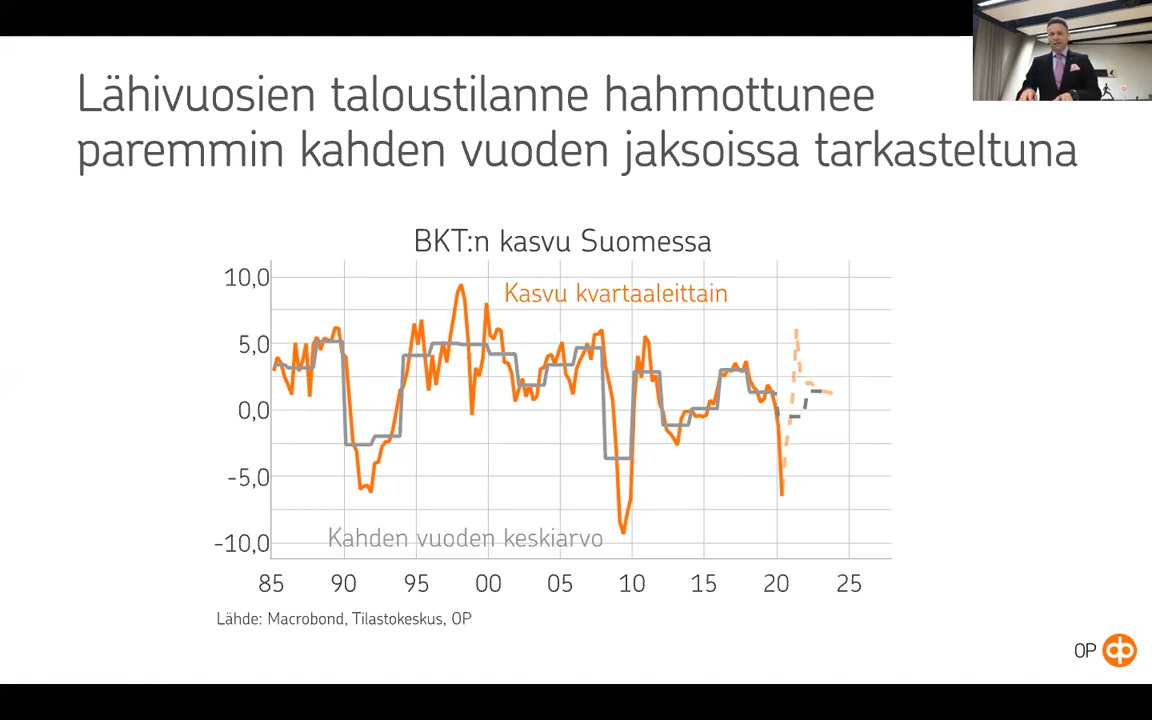 Lähivuosien taloustilanne hahmottunee
paremmin kahden vuoden jaksoissa tarkasteltuna
BKT:n kasvu Suomessa
10,0
Kasvu kvartaaleittain
5,0
0,0
-5,0
Kahden vuoden keskiarvo
-10,0
85 90 95 00 05 10 15 20 25
Lähde: Macrobond, Tilastokeskus, OP
OP